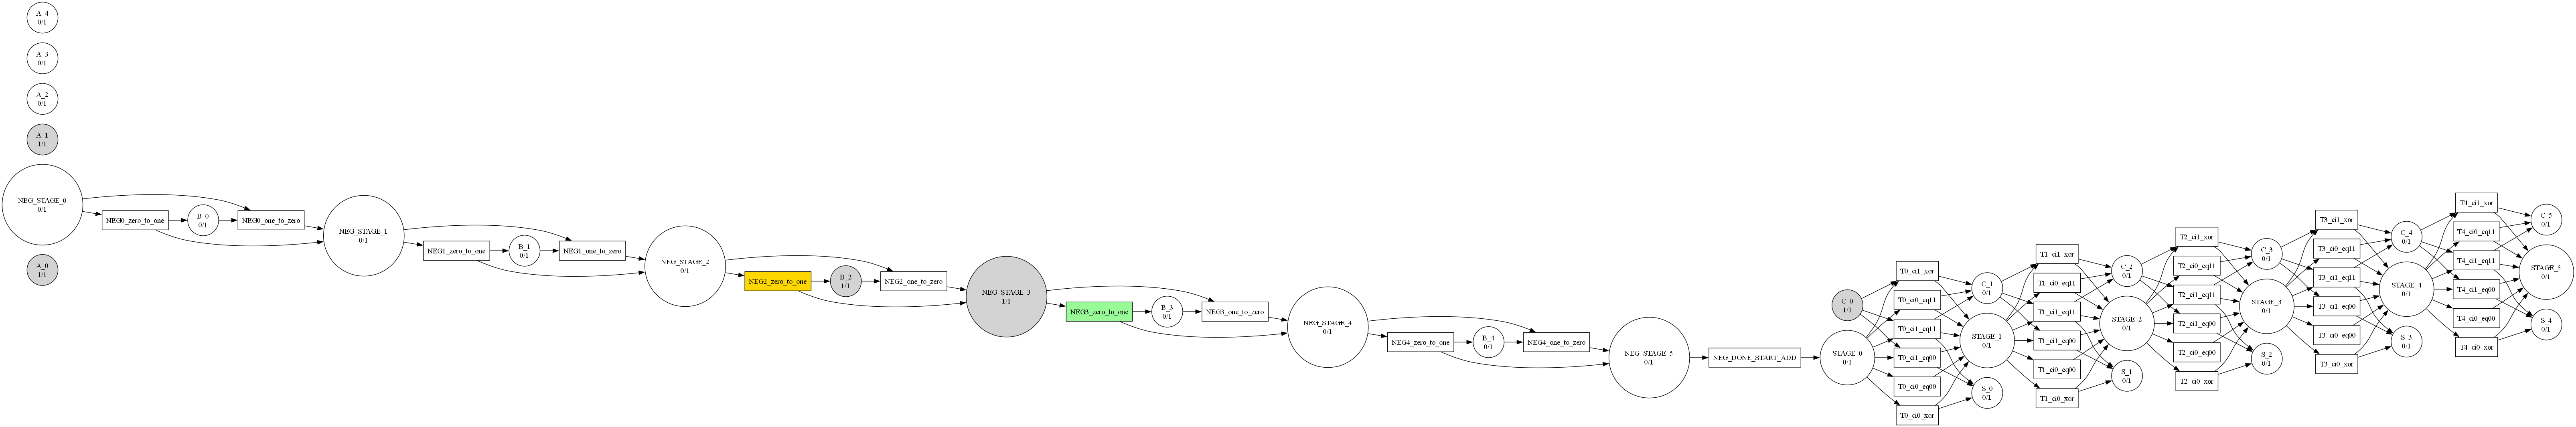 A_4
0/1
A_3
0/1
A_2
0/1
A_1
1/1
NEG_STAGE_0
0/1
A_0
1/1
NEG0_zero_to_one
B_0
0/1
NEG0_one_to_zero
NEG_STAGE_1
0/1
NEG1_zero_to_one
B_1
0/1
NEG1_one_to_zero
NEG_STAGE_2
0/1
NEG2_zero_to_one
B_2
1/1
NEG2_one_to_zero
NEG_STAGE_3
1/1
NEG3_zero_to_one
B_3
0/1
NEG3_one_to_zero
NEG_STAGE_4
0/1
NEG4_zero_to_one
B_4
0/1
NEG4_one_to_zero
NEG_STAGE_5
0/1
NEG_DONE_START_ADD
C_0
1/1
STAGE_0
0/1
T0_ci1_xor
T0_ci0_eq11
T0_ci1_eq11
T0_ci1_eq00
T0_ci0_eq00
T0_ci0_xor
C_1
0/1
STAGE_1
0/1
S_0
0/1
T1_ci1_xor
T1_ci0_eq11
T1_ci1_eq11
T1_ci1_eq00
T1_ci0_eq00
T1_ci0_xor
C_2
0/1
STAGE_2
0/1
S_1
0/1
T2_ci1_xor
T2_ci0_eq11
T2_ci1_eq11
T2_ci1_eq00
T2_ci0_eq00
T2_ci0_xor
C_3
0/1
STAGE_3
0/1
S_2
0/1
T3_ci1_xor
T3_ci0_eq11
T3_ci1_eq11
T3_ci1_eq00
T3_ci0_eq00
T3_ci0_xor
C_4
0/1
STAGE_4
0/1
S_3
0/1
T4_ci1_xor
T4_ci0_eq11
T4_ci1_eq11
T4_ci1_eq00
T4_ci0_eq00
T4_ci0_xor
C_5
0/1
STAGE_5
0/1
S_4
0/1